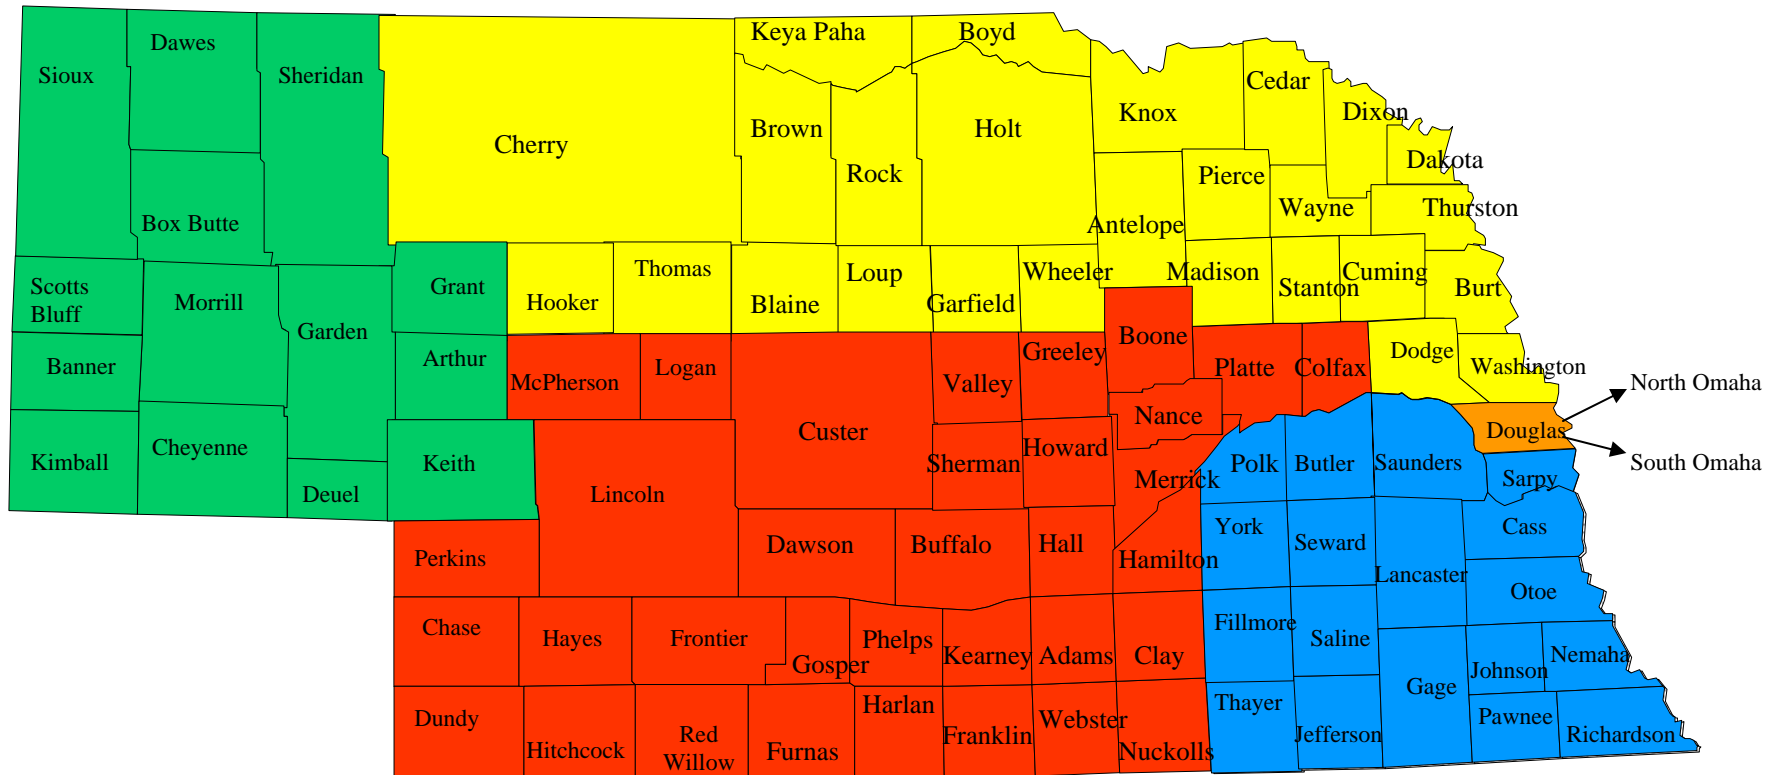 Keya Paha
Boyd
Dawes
Sioux
Sheridan
Cedar
Knox
Dixon
Cherry
Brown
Holt
Dakota
Rock
Pierce
Box Butte
Antelope
Wayne
Thurston
Scotts
Bluff
Morrill
Grant
Hooker
Thomas
Blaine
Loup
Garfield
Wheeler
Madison
Stanton
Cuming
Burt
Garden
Banner
Arthur
McPherson
Logan
Valley
Greeley
Boone
Platte
Colfax
Dodge
Washington
North Omaha
Kimball
Cheyenne
Deuel
Keith
Lincoln
Custer
Sherman
Howard
Nance
Merrick
Polk
Butler
Saunders
Douglas
Sarpy
South Omaha
Perkins
Dawson
Buffalo
Hall
Hamilton
York
Seward
Lancaster
Cass
Otoe
Chase
Hayes
Frontier
Gosper
Phelps
Kearney
Adams
Clay
Fillmore
Saline
Gage
Johnson
Nemaha
Dundy
Hitchcock
Red
Willow
Furnas
Harlan
Franklin
Webster
Nuckolls
Thayer
Jefferson
Pawnee
Richardson